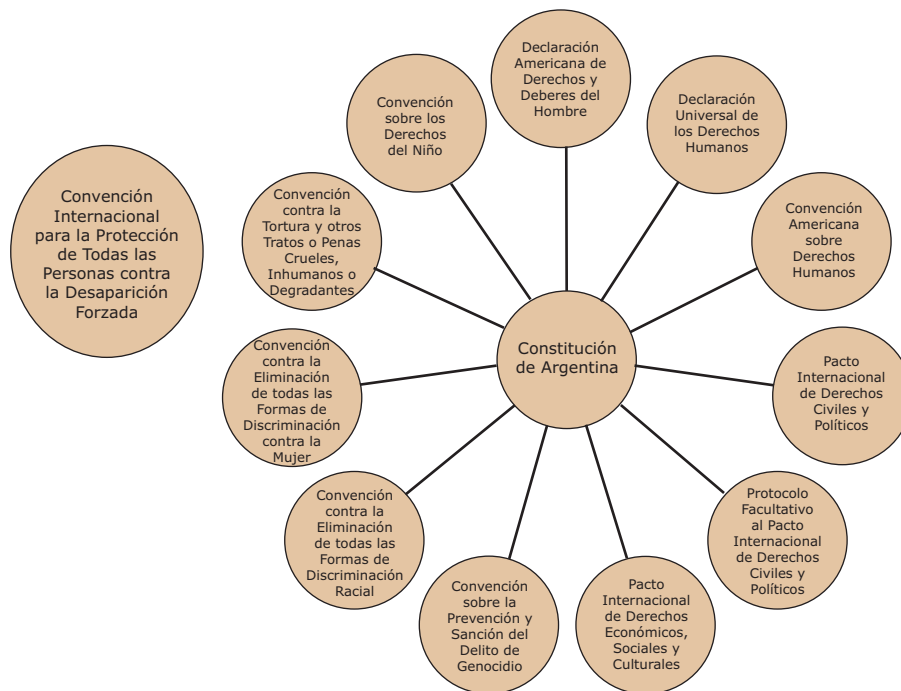 Declaración
Americana de
Derechos y
Deberes del
Hombre
Convención
sobre los
Derechos
del Niño
Declaración
Universal de
los Derechos
Humanos
Convención
Internacional
para la Protección
de Todas las
Personas contra
la Desaparición
Forzada
Convención
contra la
Tortura y otros
Tratos o Penas
Crueles,
Inhumanos o
Degradantes
Convención
Americana
sobre
Derechos
Humanos
Constitución
de Argentina
Convención
contra la
Eliminación
de todas las
Formas de
Discriminación
contra la
Mujer
Pacto
Internacional
de Derechos
Civiles y
Políticos
Convención
contra la
Eliminación
de todas las
Formas de
Discriminación
Racial
Protocolo
Facultativo
al Pacto
Internacional
de Derechos
Civiles y
Políticos
Convención
sobre la
Prevención y
Sanción del
Delito de
Genocidio
Pacto
Internacional
de Derechos
Económicos,
Sociales y
Culturales